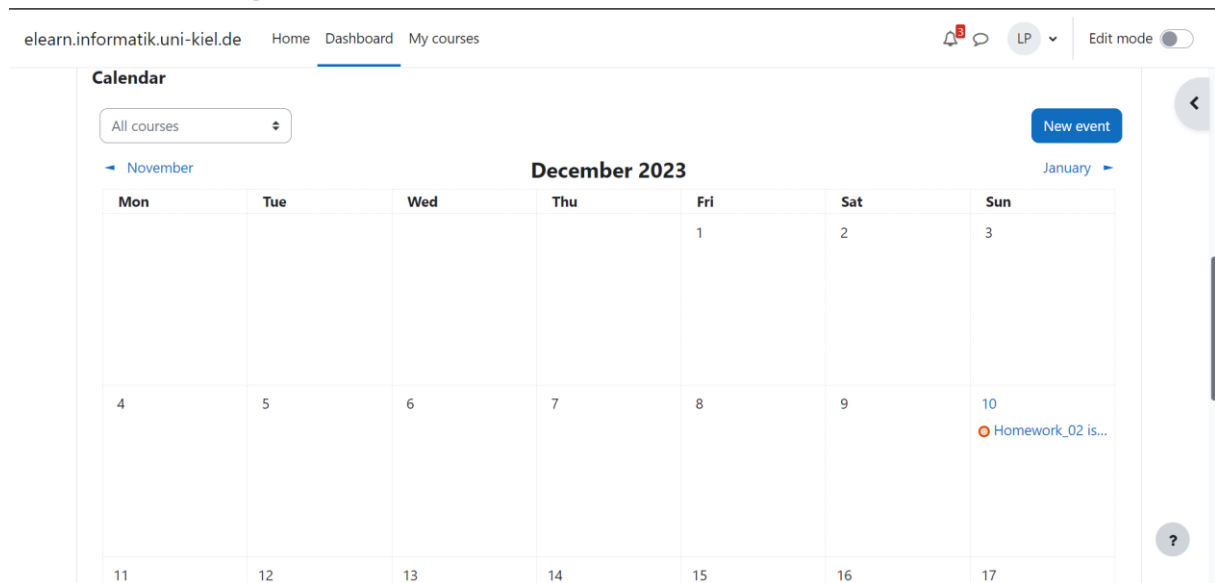 elearn.informatik.uni-kiel.de Home Dashboard My courses 3 LP Edit mode
Calendar
All courses New event
◄ November December 2023 January ►
Mon Tue Wed Thu Fri Sat Sun
1 2 3
4 5 6 7 8 9 10
Homework_02 is...
?
11 12 13 14 15 16 17